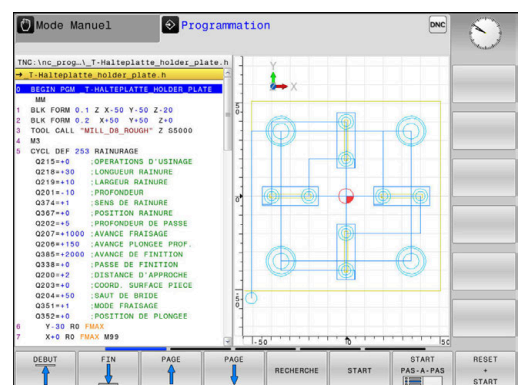 Mode Manuel
Programmation
DNC
TNC:\nc_prog…\_T-Halteplatte_holder_plate.h
→_T-Halteplatte_holder_plate.h
0 BEGIN PGM _T-HALTEPLATTE_HOLDER_PLATE
MM
1 BLK FORM 0.1 Z X-50 Y-50 Z-20
2 BLK FORM 0.2 X+50 Y+50 Z+0
3 TOOL CALL "MILL_D8_ROUGH" Z S5000
4 M3
5 CYCL DEF 253 RAINURAGE
Q215=+0 ;OPERATIONS D'USINAGE
Q218=+30 ;LONGUEUR RAINURE
Q219=+10 ;LARGEUR RAINURE
Q201=-10 ;PROFONDEUR
Q374=+1 ;SENS DE RAINURE
Q367=+0 ;POSITION RAINURE
Q202=+5 ;PROFONDEUR DE PASSE
Q207=+1000 ;AVANCE FRAISAGE
Q206=+150 ;AVANCE PLONGEE PROF.
Q385=+2000 ;AVANCE DE FINITION
Q338=+0 ;PASSE DE FINITION
Q200=+2 ;DISTANCE D'APPROCHE
Q203=+0 ;COORD. SURFACE PIECE
Q204=+50 ;SAUT DE BRIDE
Q351=+1 ;MODE FRAISAGE
Q352=+0 ;POSITION DE PLONGEE
6 Y-30 R0 FMAX
7 X+0 R0 FMAX M99
Y
X
50
0
-50
-50
0
50
DEBUT
FIN
PAGE
PAGE
RECHERCHE
START
START
PAS-A-PAS
RESET
+
START